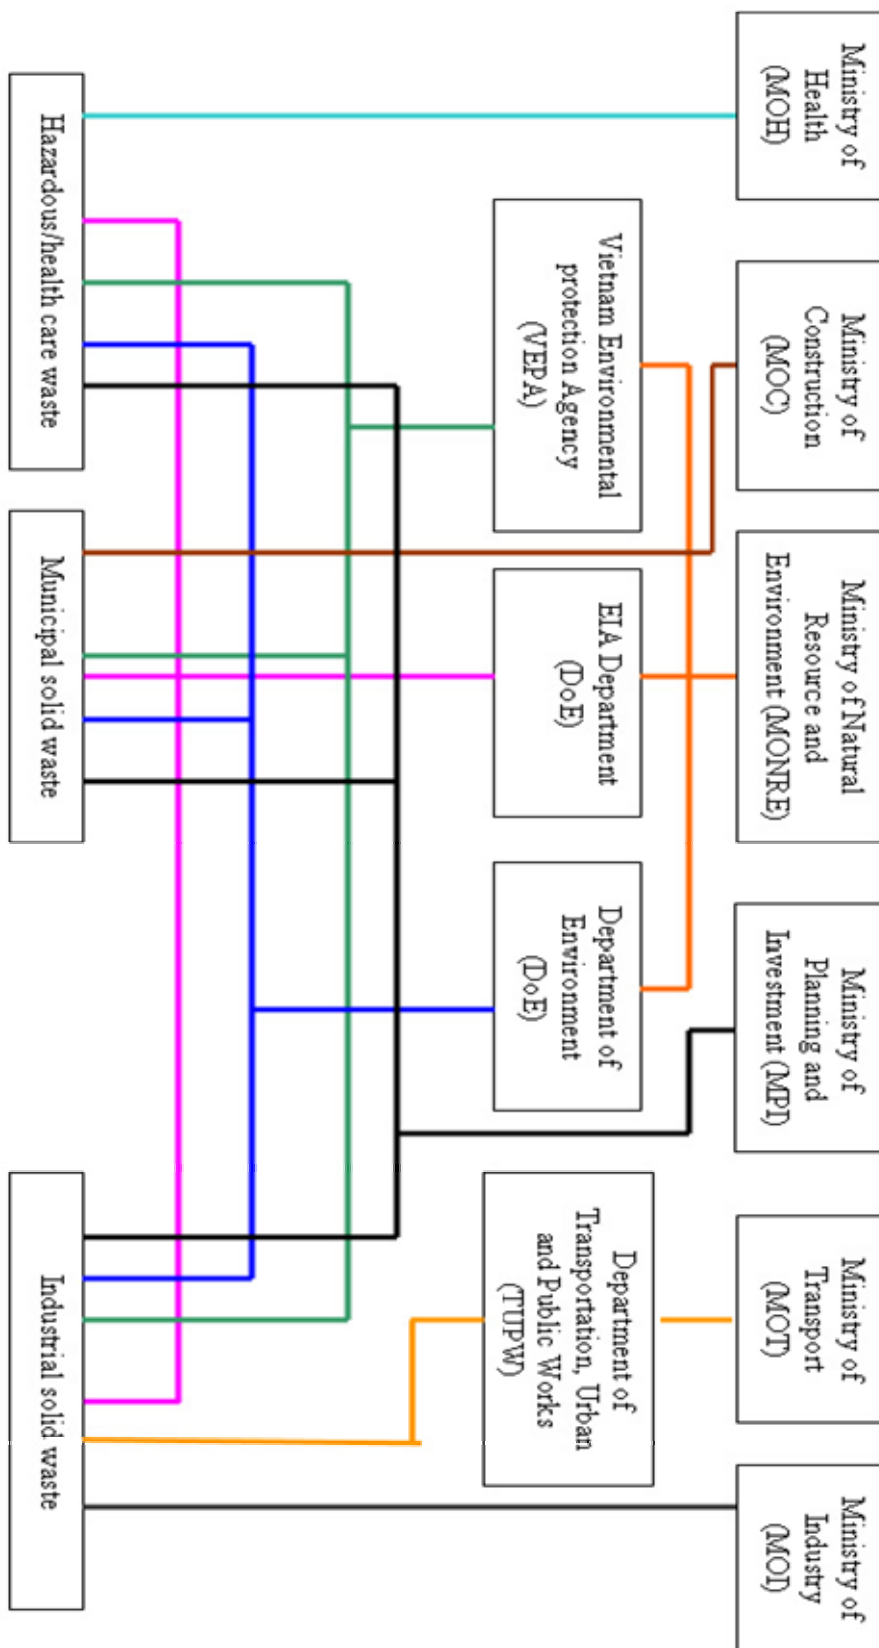 Ministry of
Health
(MOH)
Ministry of
Construction
(MOC)
Ministry of Natural
Resource and
Environment (MONRE)
Ministry of
Planning and
Investment (MPI)
Ministry of
Transport
(MOT)
Ministry of
Industry
(MOI)
Vietnam Environmental
protection Agency
(VEPA)
EIA Department
(DoE)
Department of
Environment
(DoE)
Department of
Transportation, Urban
and Public Works
(TUPW)
Hazardous/health care waste
Municipal solid waste
Industrial solid waste